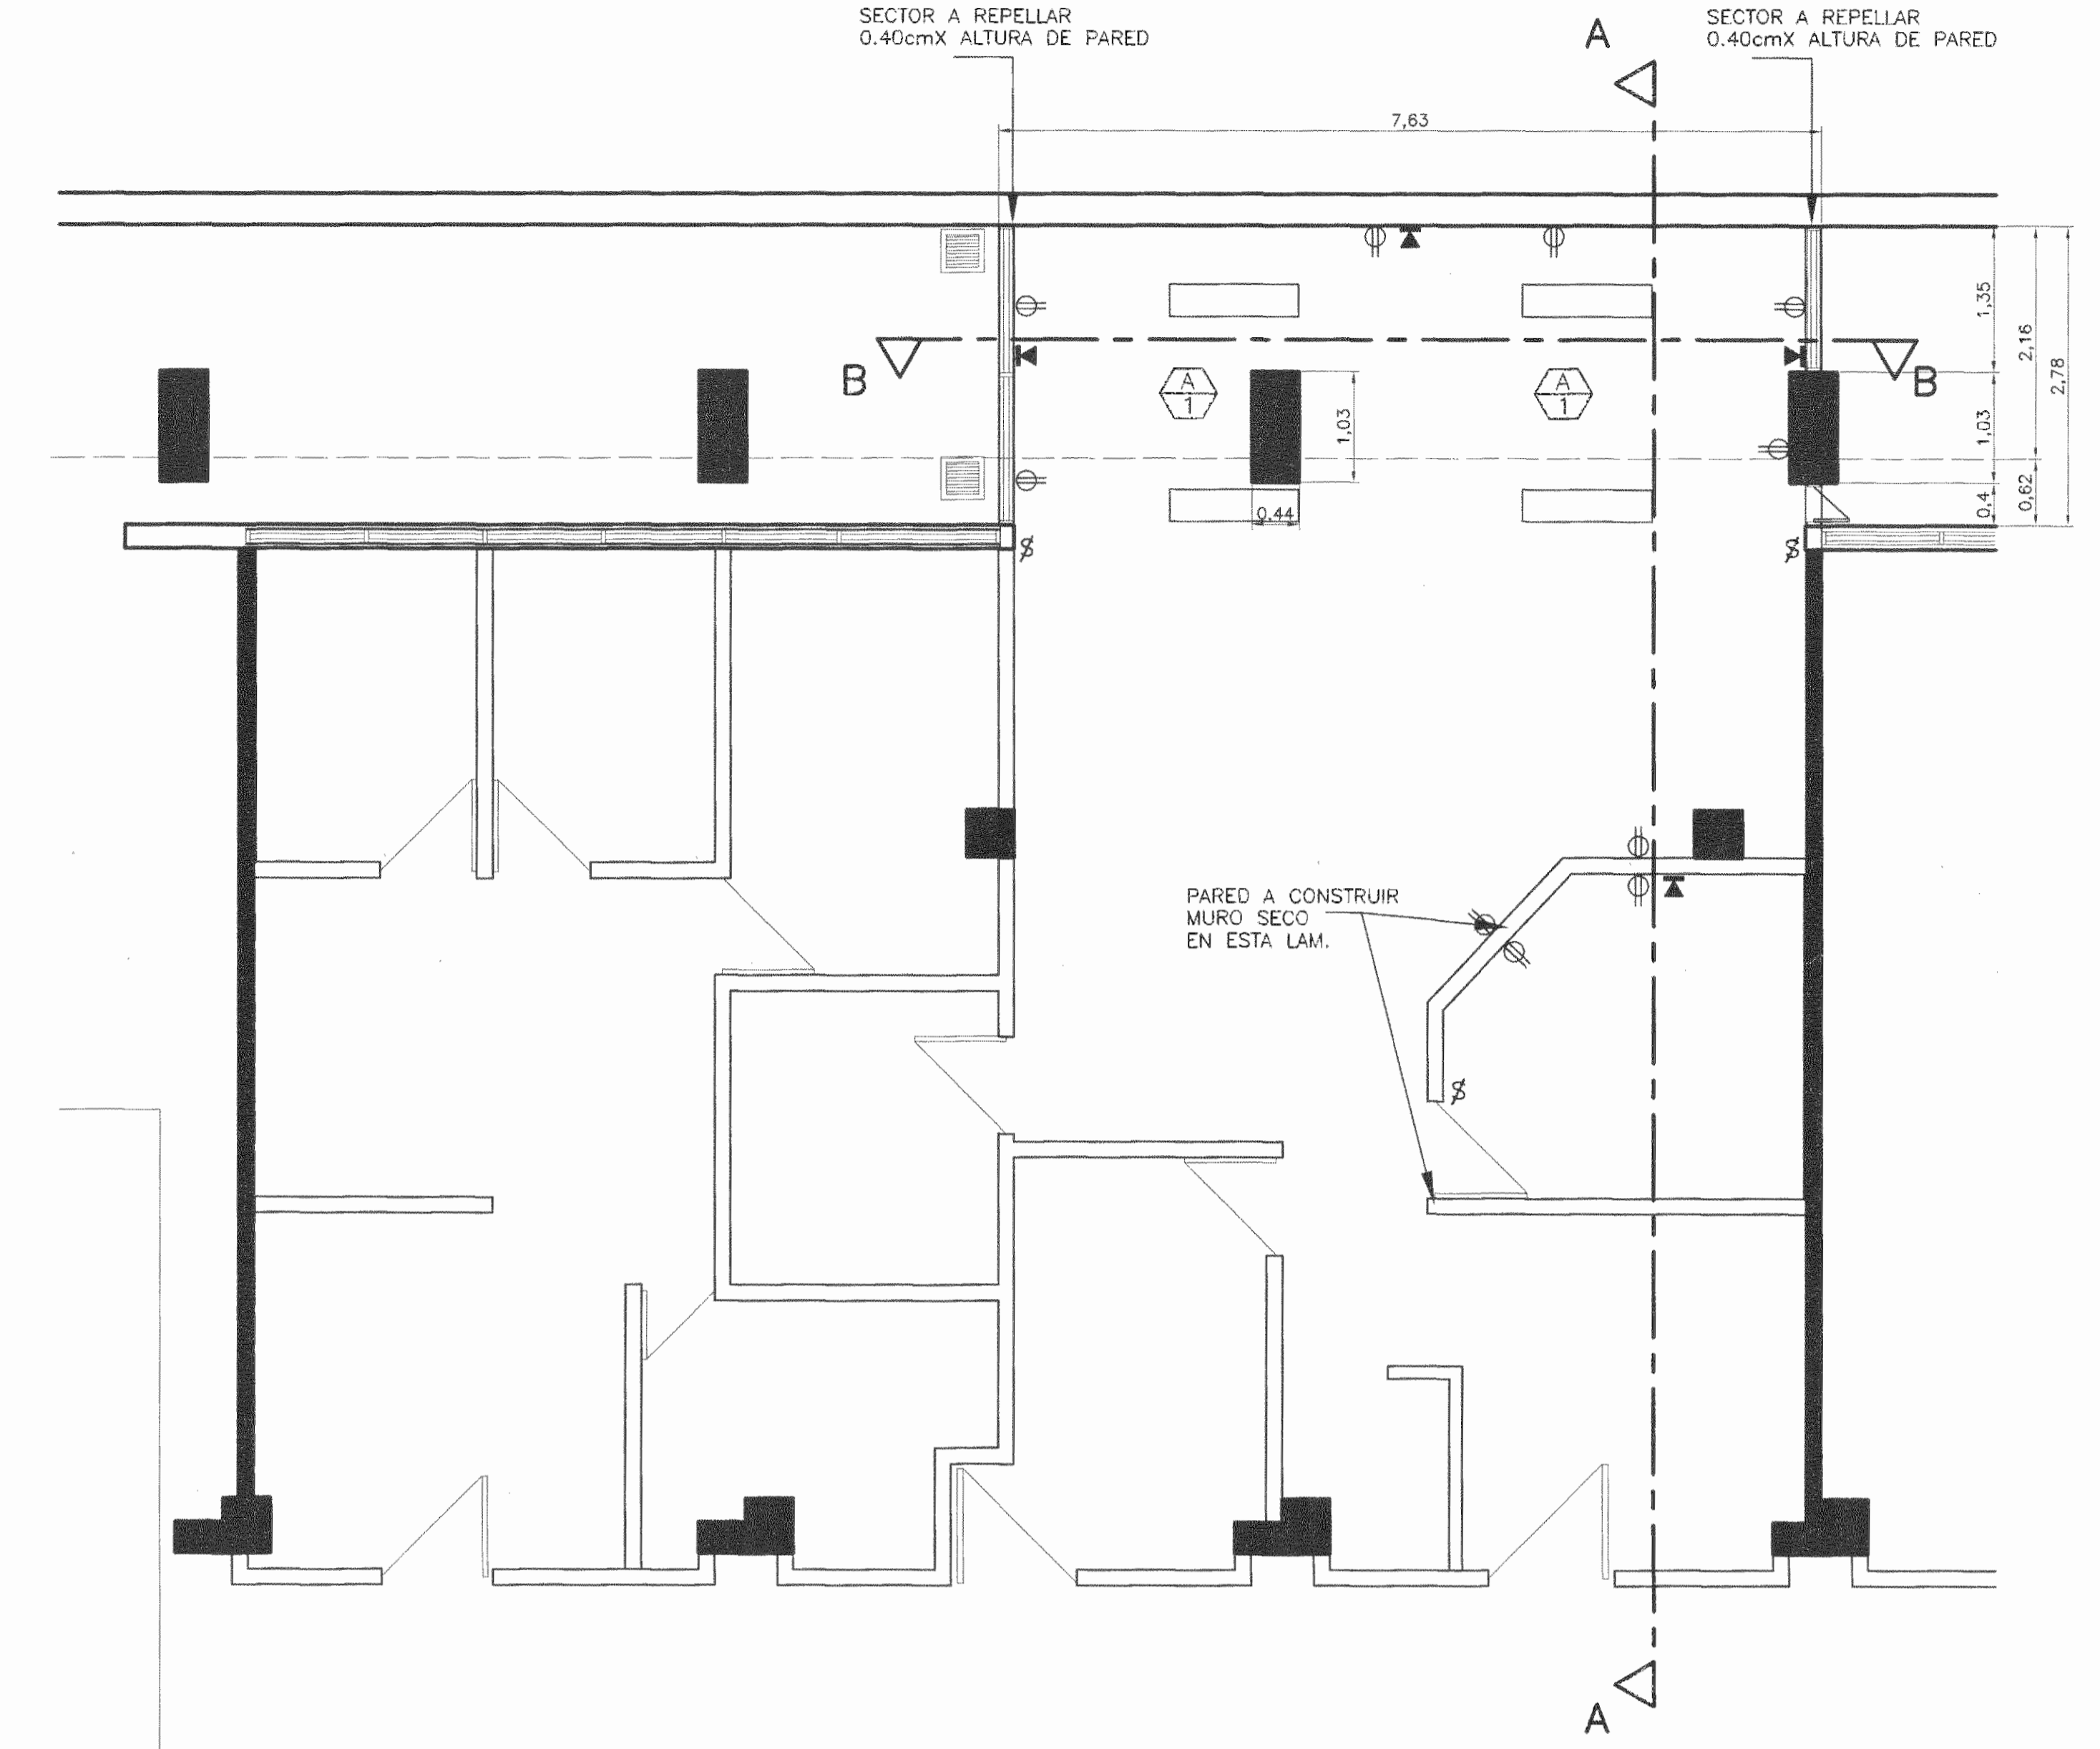 SECTOR A REPELLAR
0.40cmX ALTURA DE PARED
A
SECTOR A REPELLAR
0.40cmX ALTURA DE PARED
7,63
1,35
2,16
2,78
B
A
1
A
1
B
1,03
1,03
0,44
0,4
0,62
$
$
PARED A CONSTRUIR
MURO SECO
EN ESTA LAM.
$
A